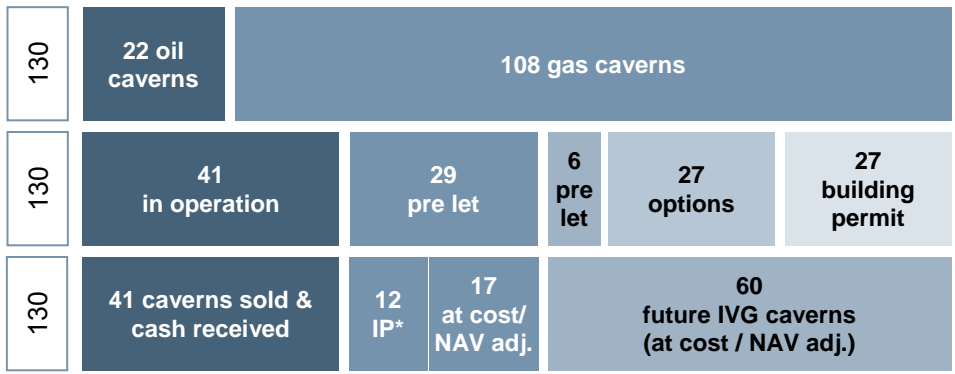 130
22 oil
caverns
108 gas caverns
130
41
in operation
29
pre let
6
pre
let
27
options
27
building
permit
130
41 caverns sold &
cash received
12
IP*
17
at cost/
NAV adj.
60
future IVG caverns
(at cost / NAV adj.)